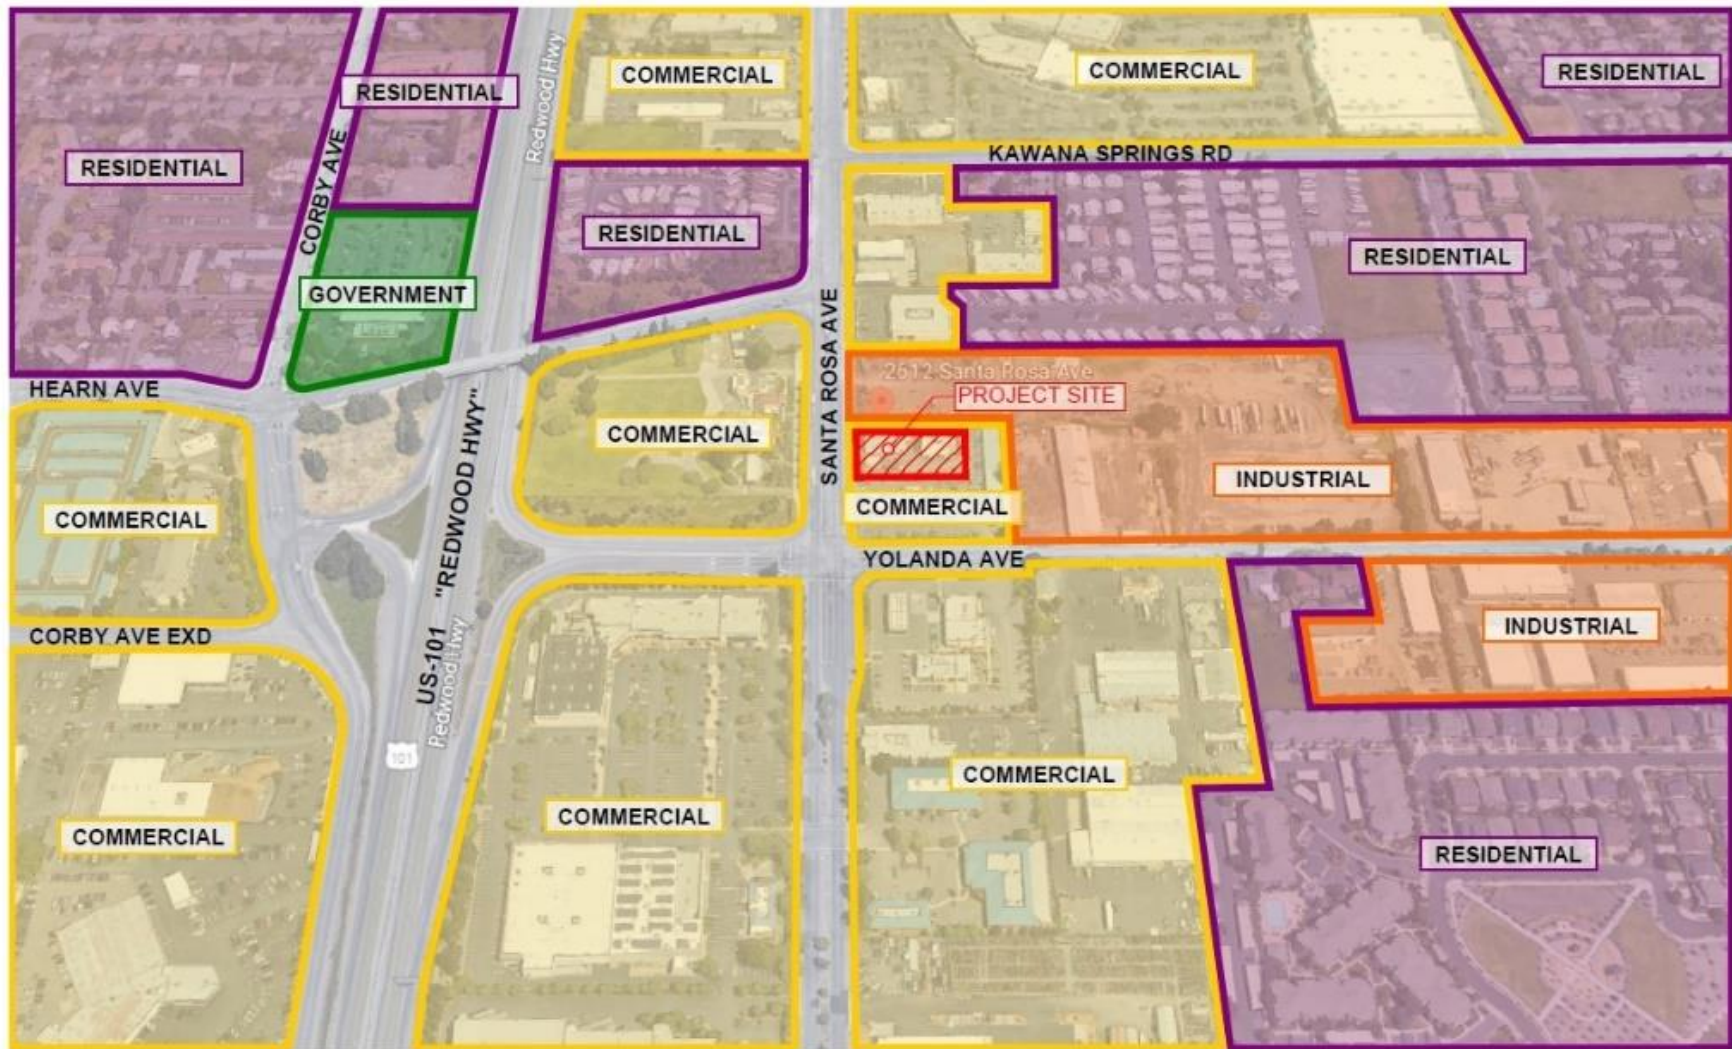 COMMERCIAL
COMMERCIAL
RESIDENTIAL
RESIDENTIAL
Redwood Hwy
RESIDENTIAL
CORBY AVE
KAWANA SPRINGS RD
RESIDENTIAL
RESIDENTIAL
GOVERNMENT
SANTA ROSA AVE
2612 Santa Rosa Ave
PROJECT SITE
HEARN AVE
COMMERCIAL
US-101 "REDWOOD HWY"
INDUSTRIAL
COMMERCIAL
COMMERCIAL
YOLANDA AVE
CORBY AVE EXD
INDUSTRIAL
Redwood Hwy
101
COMMERCIAL
COMMERCIAL
COMMERCIAL
RESIDENTIAL